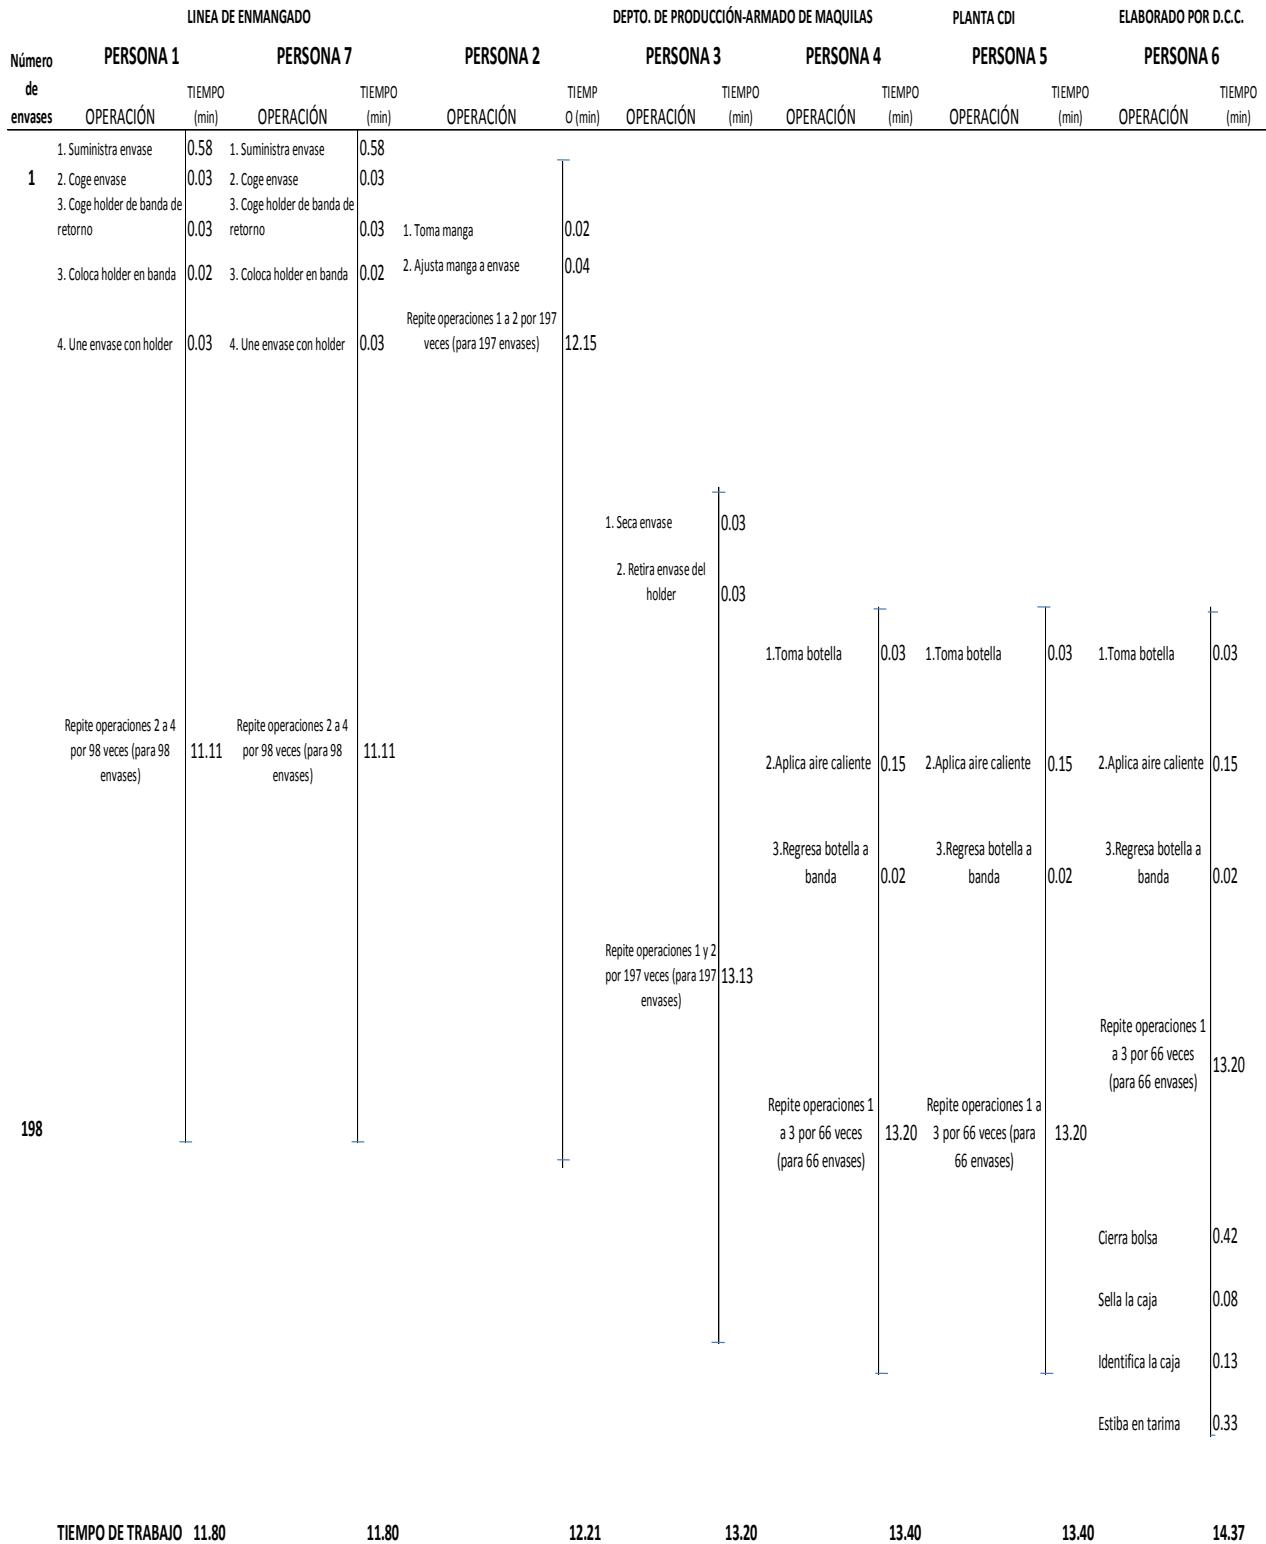 LINEA DE ENMANGADO DEPTO. DE PRODUCCIÓN-ARMADO DE MAQUILAS PLANTA CDI ELABORADO POR D.C.C.
Número de envases
PERSONA 1 PERSONA 7 PERSONA 2 PERSONA 3 PERSONA 4 PERSONA 5 PERSONA 6
OPERACIÓN TIEMPO (min) OPERACIÓN TIEMPO (min) OPERACIÓN TIEMP O (min) OPERACIÓN TIEMPO (min) OPERACIÓN TIEMPO (min) OPERACIÓN TIEMPO (min) OPERACIÓN TIEMPO (min)
1. Suministra envase 0.58 1. Suministra envase 0.58
1 2. Coge envase 0.03 2. Coge envase 0.03
3. Coge holder de banda de 3. Coge holder de banda de
retorno 0.03 retorno 0.03 1. Toma manga 0.02
3. Coloca holder en banda 0.02 3. Coloca holder en banda 0.02 2. Ajusta manga a envase 0.04
Repite operaciones 1 a 2 por 197
4. Une envase con holder 0.03 4. Une envase con holder 0.03 veces (para 197 envases) 12.15
1. Seca envase 0.03
2. Retira envase del
holder 0.03
1.Toma botella 0.03 1.Toma botella 0.03 1.Toma botella 0.03
Repite operaciones 2 a 4 Repite operaciones 2 a 4
por 98 veces (para 98 11.11 por 98 veces (para 98 11.11
envases) envases)
2.Aplica aire caliente 0.15 2.Aplica aire caliente 0.15 2.Aplica aire caliente 0.15
3.Regresa botella a 3.Regresa botella a 3.Regresa botella a
banda 0.02 banda 0.02 banda 0.02
Repite operaciones 1 y 2
por 197 veces (para 197 13.13
envases)
Repite operaciones 1
a 3 por 66 veces 13.20
(para 66 envases)
Repite operaciones 1 Repite operaciones 1 a
198 a 3 por 66 veces 13.20 3 por 66 veces (para 13.20
(para 66 envases) 66 envases)
Cierra bolsa 0.42
Sella la caja 0.08
Identifica la caja 0.13
Estiba en tarima 0.33
TIEMPO DE TRABAJO 11.80 11.80 12.21 13.20 13.40 13.40 14.37